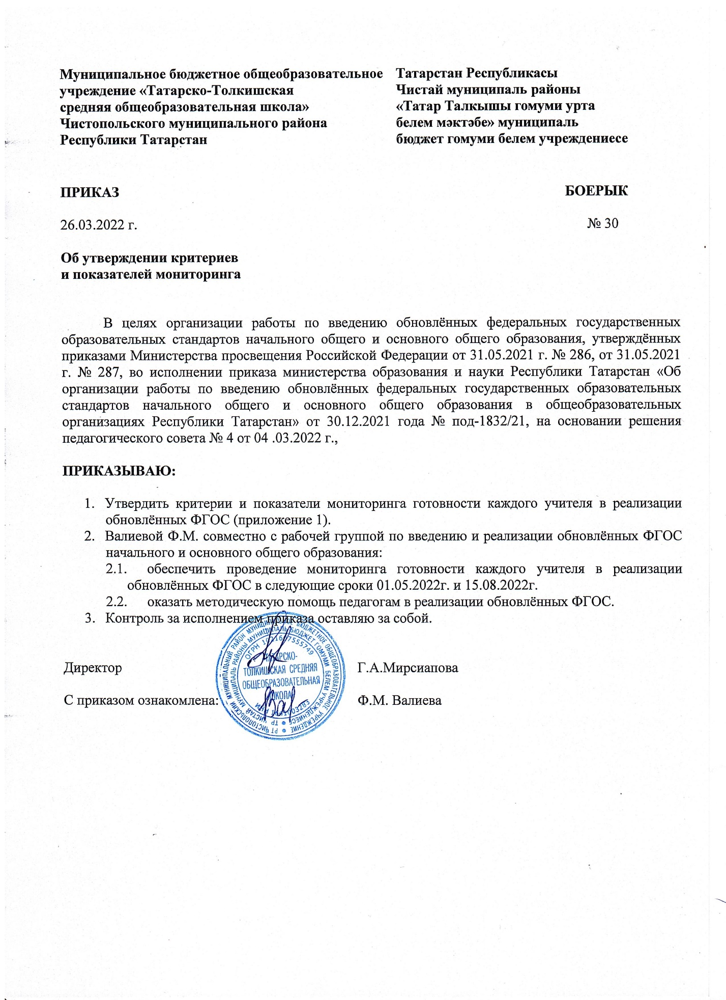 Муниципальное бюджетное общеобразовательное
учреждение «Татарско-Толкишская
средняя общеобразовательная школа»
Чистопольского муниципального района
Республики Татарстан
Татарстан Республикасы
Чистай муниципаль районы
«Татар Талкышы гомуми урта
белем мәктәбе» муниципаль
бюджет гомуми белем учреждениесе
ПРИКАЗ
БОЕРЫК
26.03.2022 г.
№ 30
Об утверждении критериев
и показателей мониторинга
В целях организации работы по введению обновлённых федеральных государственных
образовательных стандартов начального общего и основного общего образования, утверждённых
приказами Министерства просвещения Российской Федерации от 31.05.2021 г. № 286, от 31.05.2021
г. № 287, во исполнении приказа министерства образования и науки Республики Татарстан «Об
организации работы по введению обновлённых федеральных государственных образовательных
стандартов начального общего и основного общего образования в общеобразовательных
организациях Республики Татарстан» от 30.12.2021 года № под-1832/21, на основании решения
педагогического совета № 4 от 04 .03.2022 г.,
ПРИКАЗЫВАЮ:
1. Утвердить критерии и показатели мониторинга готовности каждого учителя в реализации
обновлённых ФГОС (приложение 1).
2. Валиевой Ф.М. совместно с рабочей группой по введению и реализации обновлённых ФГОС
начального и основного общего образования:
2.1. обеспечить проведение мониторинга готовности каждого учителя в реализации
обновлённых ФГОС в следующие сроки 01.05.2022г. и 15.08.2022г.
2.2. оказать методическую помощь педагогам в реализации обновлённых ФГОС.
3. Контроль за исполнением приказа оставляю за собой.
Директор
Г.А.Мирсиапова
С приказом ознакомлена:
Ф.М. Валиева
РТ ЧИСТОПОЛЬСКИЙ МУНИЦИПАЛЬНЫЙ РАЙОН МУНИЦИПАЛЬНОЕ БЮДЖЕТНОЕ ОБЩЕОБРАЗОВАТЕЛЬНОЕ УЧРЕЖДЕНИЕ
ТР ЧИСТАЙ МУНИЦИПАЛЬ РАЙОНЫ МУНИЦИПАЛЬ БЮДЖЕТ ГОМУМИ БЕЛЕМ УЧРЕЖДЕНИЕСЕ
ОГРН
ТАТАРСКО-
ТОЛКИШСКАЯ СРЕДНЯЯ
ОБЩЕОБРАЗОВАТЕЛЬНАЯ
ШКОЛА
ИНН